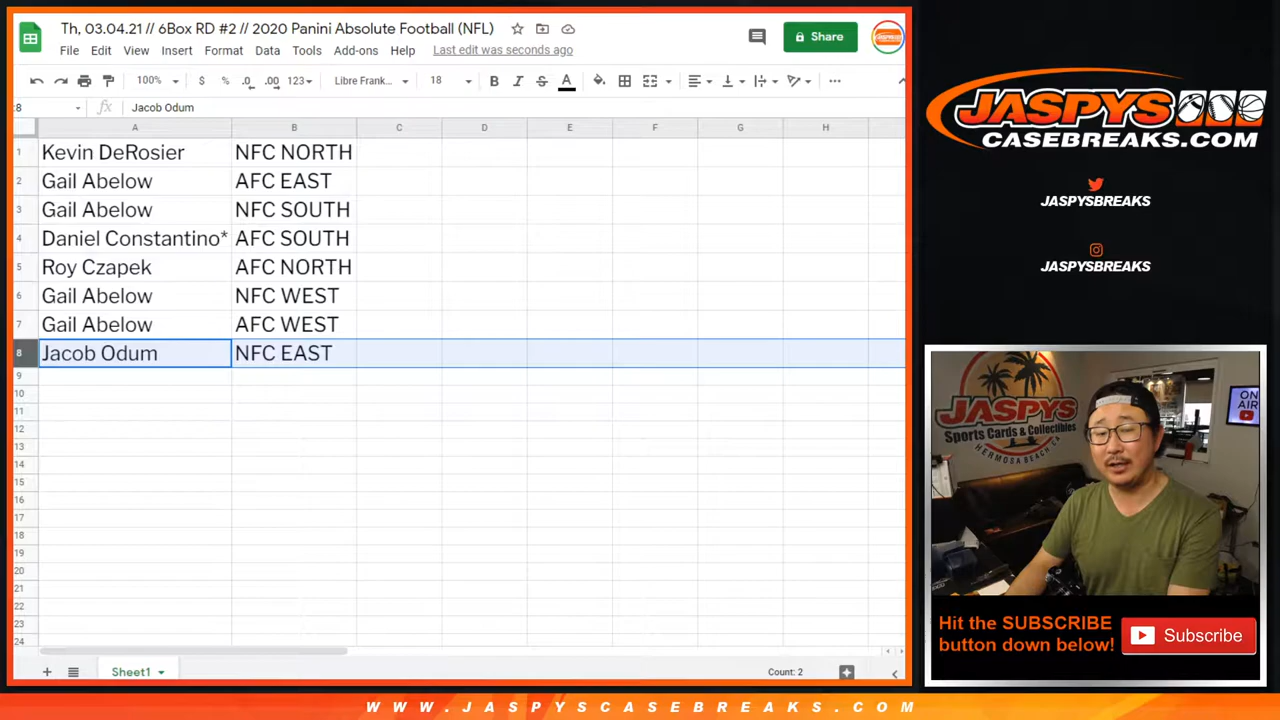 Th, 03.04.21 // 6Box RD #2 // 2020 Panini Absolute Football (NFL)
File Edit View Insert Format Data Tools Add-ons Help Last edit was seconds ago
Share
100% $ % .0 .00 123 Libre Frank... 18 B I S A
:8 fx Jacob Odum
A B C D E F G H
1 Kevin DeRosier NFC NORTH
2 Gail Abelow AFC EAST
3 Gail Abelow NFC SOUTH
4 Daniel Constantino* AFC SOUTH
5 Roy Czapek AFC NORTH
6 Gail Abelow NFC WEST
7 Gail Abelow AFC WEST
8 Jacob Odum NFC EAST
9
10
11
12
13
14
15
16
17
18
19
20
21
22
23
24
Sheet1 Count: 2
JASPYS
CASEBREAKS.COM
JASPYSBREAKS
JASPYSBREAKS
JASPYS
Sports Cards & Collectibles
HERMOSA BEACH CA
ON
AIR
Hit the SUBSCRIBE
button down below!
Subscribe
WWW.JASPYSCASEBREAKS.COM